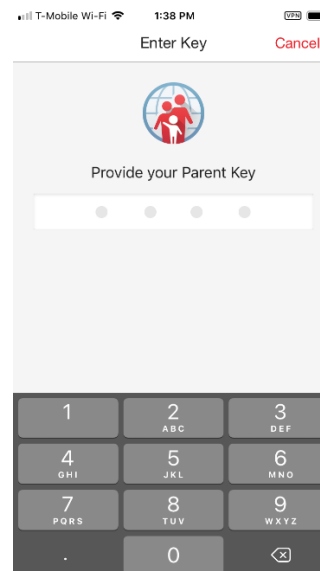 T-Mobile Wi-Fi 1:38 PM VPN
Enter Key Cancel
Provide your Parent Key
1 2 ABC 3 DEF
4 GHI 5 JKL 6 MNO
7 PQRS 8 TUV 9 WXYZ
. 0